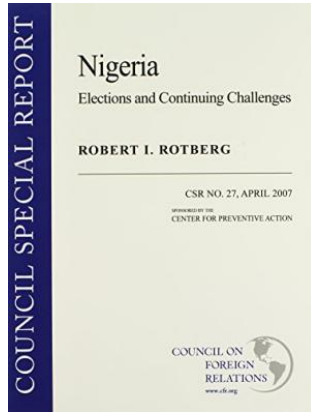 COUNCIL SPECIAL REPORT
Nigeria
Elections and Continuing Challenges
ROBERT I. ROTBERG
CSR NO. 27, APRIL 2007
SPONSORED BY THE
CENTER FOR PREVENTIVE ACTION
COUNCIL ON
FOREIGN
RELATIONS
www.cfr.org